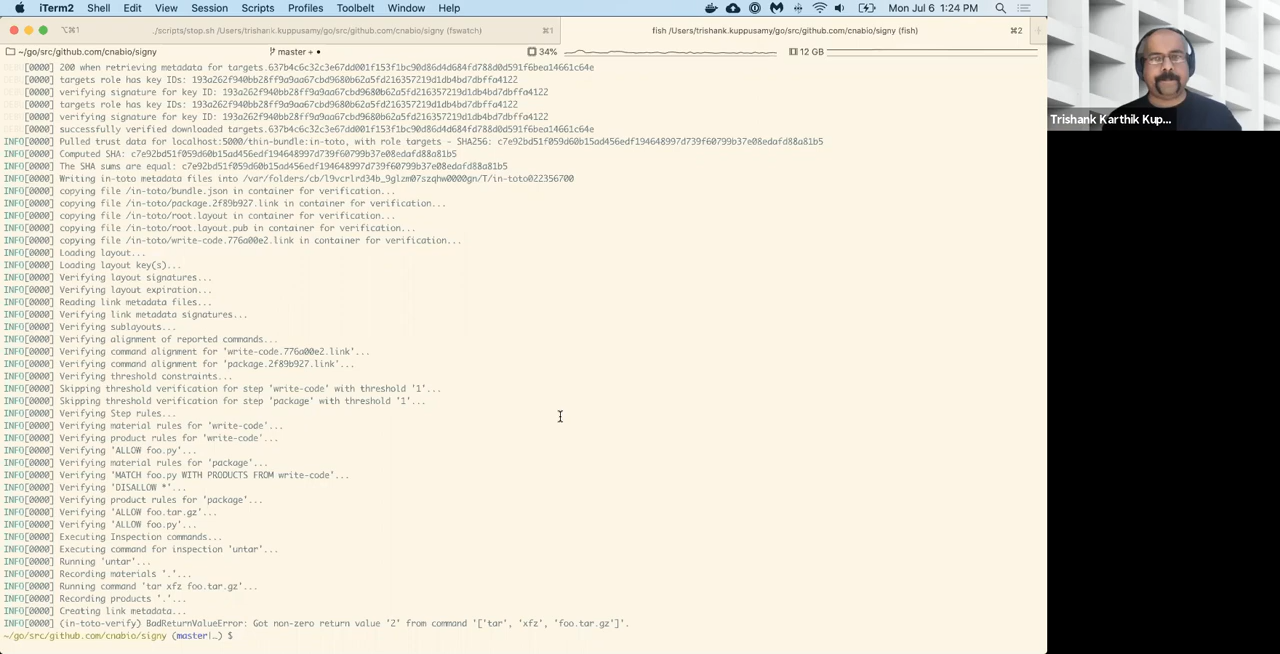 iTerm2 Shell Edit View Session Scripts Profiles Toolbelt Window Help Mon Jul 6 1:24 PM
⌥⌘1 ./scripts/stop.sh /Users/trishank.kuppusamy/go/src/github.com/cnabio/signy (fswatch) ⌘1 fish /Users/trishank.kuppusamy/go/src/github.com/cnabio/signy (fish) ⌘2
~/go/src/github.com/cnabio/signy master + • 34% 12 GB
[0000] 200 when retrieving metadata for targets.637b4c6c32c3e67dd001f153f1bc90d86d4d684fd788d0d591f6bea14661c64e
[0000] targets role has key IDs: 193a262f940bb28ff9a9aa67cbd9680b62a5fd216357219d1db4bd7dbffa4122
[0000] verifying signature for key ID: 193a262f940bb28ff9a9aa67cbd9680b62a5fd216357219d1db4bd7dbffa4122
[0000] targets role has key IDs: 193a262f940bb28ff9a9aa67cbd9680b62a5fd216357219d1db4bd7dbffa4122
[0000] verifying signature for key ID: 193a262f940bb28ff9a9aa67cbd9680b62a5fd216357219d1db4bd7dbffa4122
[0000] successfully verified downloaded targets.637b4c6c32c3e67dd001f153f1bc90d86d4d684fd788d0d591f6bea14661c64e
INFO[0000] Pulled trust data for localhost:5000/thin-bundle:in-toto, with role targets - SHA256: c7e92bd51f059d60b15ad456edf194648997d739f60799b37e08edafd88a81b5
INFO[0000] Computed SHA: c7e92bd51f059d60b15ad456edf194648997d739f60799b37e08edafd88a81b5
INFO[0000] The SHA sums are equal: c7e92bd51f059d60b15ad456edf194648997d739f60799b37e08edafd88a81b5
INFO[0000] Writing in-toto metadata files into /var/folders/cb/l9vcrlrd34b_9glzm07szqhw0000gn/T/in-toto022356700
INFO[0000] copying file /in-toto/bundle.json in container for verification...
INFO[0000] copying file /in-toto/package.2f89b927.link in container for verification...
INFO[0000] copying file /in-toto/root.layout in container for verification...
INFO[0000] copying file /in-toto/root.layout.pub in container for verification...
INFO[0000] copying file /in-toto/write-code.776a00e2.link in container for verification...
INFO[0000] Loading layout...
INFO[0000] Loading layout key(s)...
INFO[0000] Verifying layout signatures...
INFO[0000] Verifying layout expiration...
INFO[0000] Reading link metadata files...
INFO[0000] Verifying link metadata signatures...
INFO[0000] Verifying sublayouts...
INFO[0000] Verifying alignment of reported commands...
INFO[0000] Verifying command alignment for 'write-code.776a00e2.link'...
INFO[0000] Verifying command alignment for 'package.2f89b927.link'...
INFO[0000] Verifying threshold constraints...
INFO[0000] Skipping threshold verification for step 'write-code' with threshold '1'...
INFO[0000] Skipping threshold verification for step 'package' with threshold '1'...
INFO[0000] Verifying Step rules...
INFO[0000] Verifying material rules for 'write-code'...
INFO[0000] Verifying product rules for 'write-code'...
INFO[0000] Verifying 'ALLOW foo.py'...
INFO[0000] Verifying material rules for 'package'...
INFO[0000] Verifying 'MATCH foo.py WITH PRODUCTS FROM write-code'...
INFO[0000] Verifying 'DISALLOW *'...
INFO[0000] Verifying product rules for 'package'...
INFO[0000] Verifying 'ALLOW foo.tar.gz'...
INFO[0000] Verifying 'ALLOW foo.py'...
INFO[0000] Executing Inspection commands...
INFO[0000] Executing command for inspection 'untar'...
INFO[0000] Running 'untar'...
INFO[0000] Recording materials '.'...
INFO[0000] Running command 'tar xfz foo.tar.gz'...
INFO[0000] Recording products '.'...
INFO[0000] Creating link metadata...
INFO[0000] (in-toto-verify) BadReturnValueError: Got non-zero return value '2' from command '['tar', 'xfz', 'foo.tar.gz']'.
~/go/src/github.com/cnabio/signy (master|…) $
Trishank Karthik Kup...